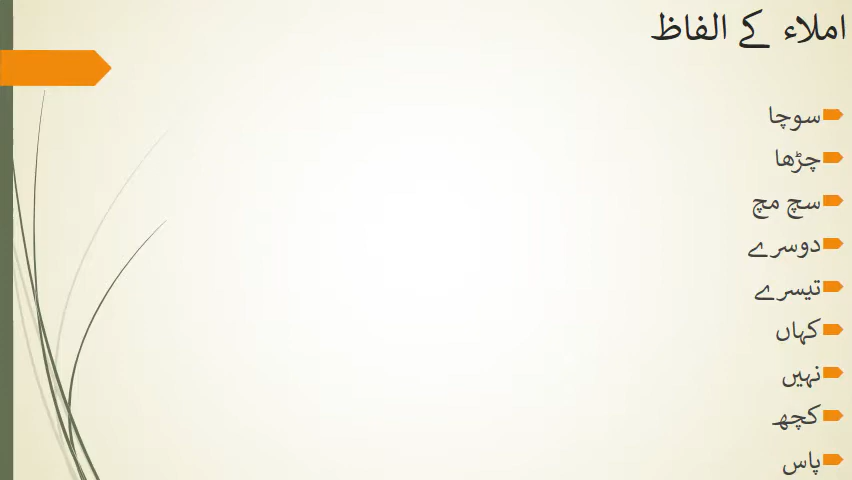 املاء کے الفاظ
سوچا
چڑھا
سچ مچ
دوسرے
تیسرے
کہاں
نہیں
کچھ
پاس